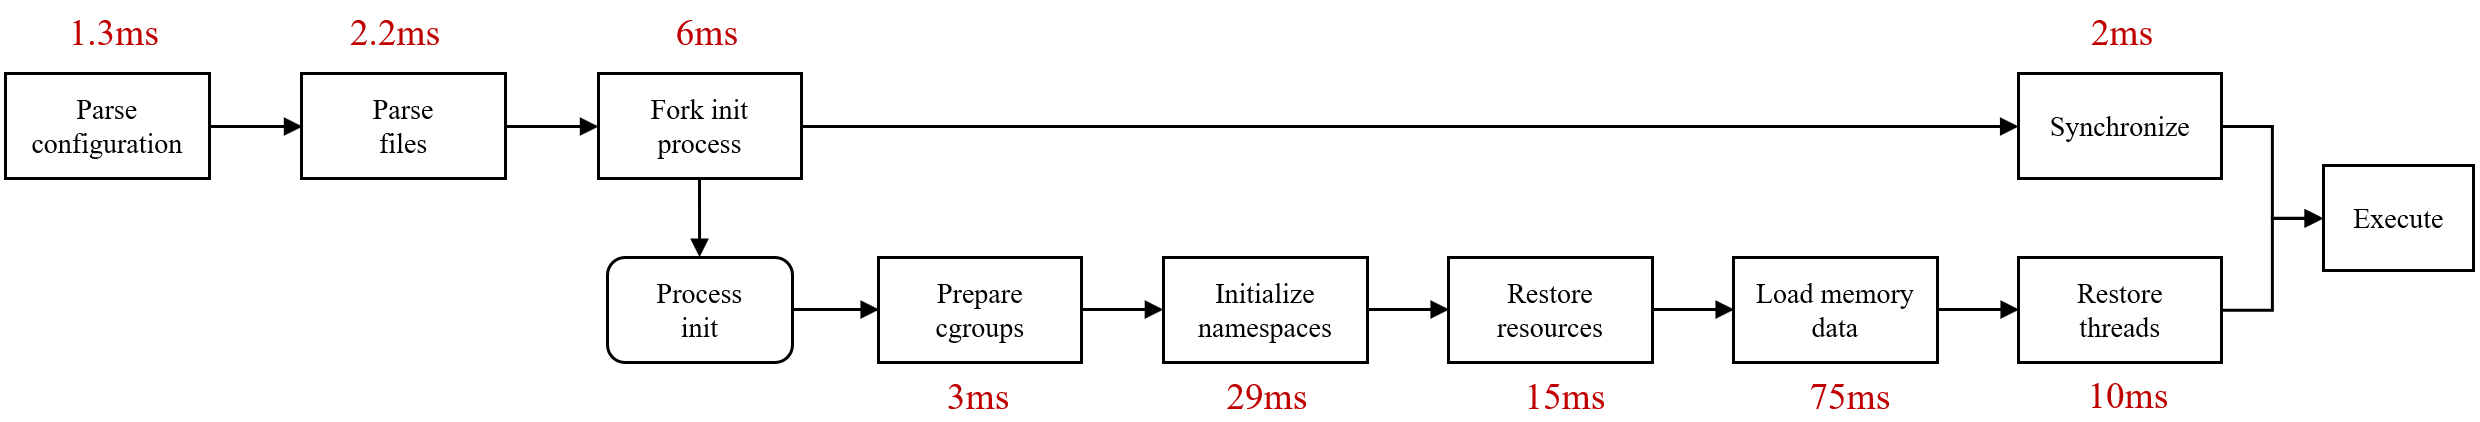 1.3ms
2.2ms
6ms
2ms
Parse
configuration
Parse
files
Fork init
process
Synchronize
Execute
Process
init
Prepare
cgroups
Initialize
namespaces
Restore
resources
Load memory
data
Restore
threads
3ms
29ms
15ms
75ms
10ms